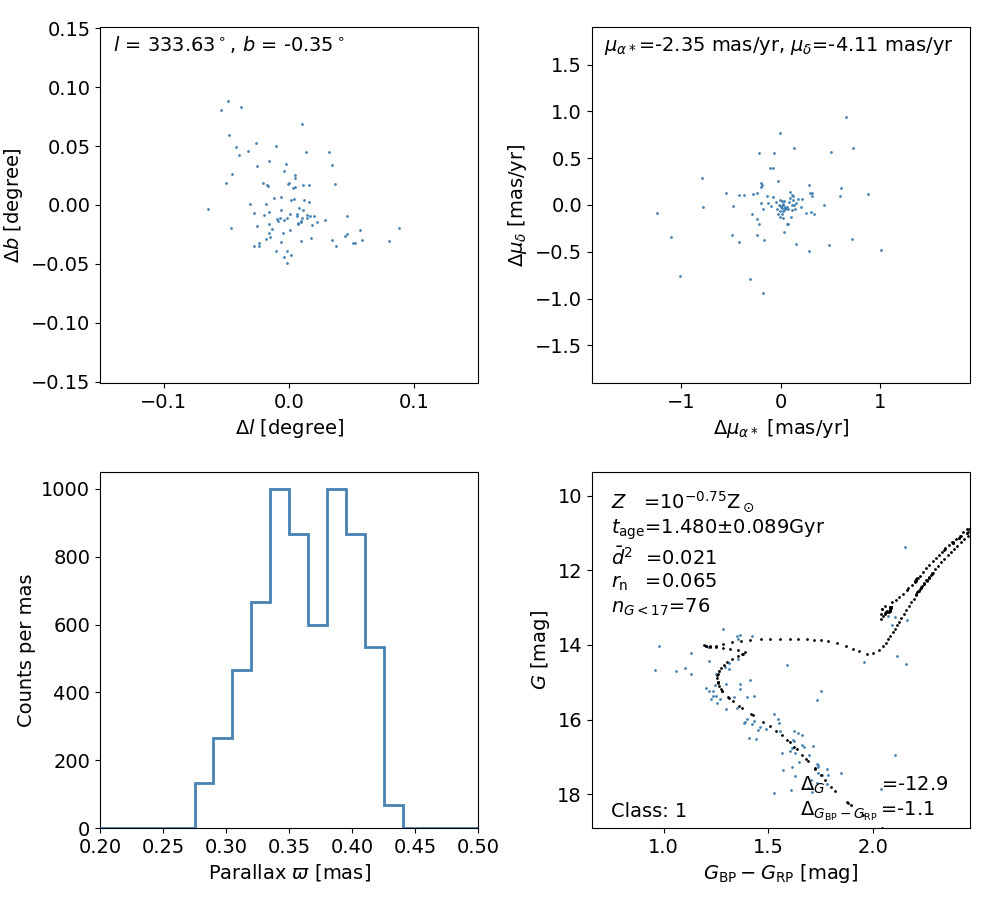 l = 333.63°, b = -0.35°
0.15
0.10
0.05
0.00
−0.05
−0.10
−0.15
Δb [degree]
−0.1 0.0 0.1
Δl [degree]
μα*=-2.35 mas/yr, μδ=-4.11 mas/yr
1.5
1.0
0.5
0.0
−0.5
−1.0
−1.5
Δμδ [mas/yr]
−1 0 1
Δμα* [mas/yr]
1000
800
600
400
200
0
Counts per mas
0.20 0.25 0.30 0.35 0.40 0.45 0.50
Parallax ϖ [mas]
Z =10^−0.75Z⊙
tage=1.480±0.089Gyr
d̄² =0.021
rn =0.065
nG<17=76
10
12
14
16
18
G [mag]
ΔG =-12.9
ΔGBP−GRP=-1.1
Class: 1
1.0 1.5 2.0
GBP − GRP [mag]